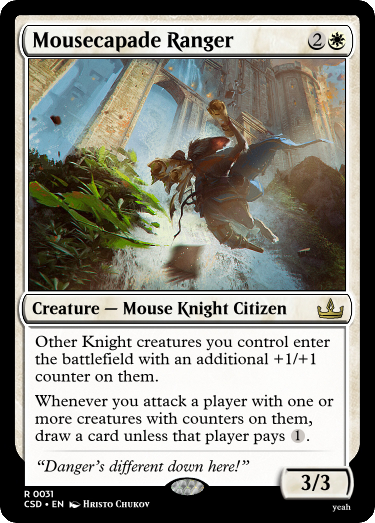 Mousecapade Ranger 2
Creature — Mouse Knight Citizen
Other Knight creatures you control enter
the battlefield with an additional +1/+1
counter on them.
Whenever you attack a player with one or
more creatures with counters on them,
draw a card unless that player pays 1.
“Danger’s different down here!”
3/3
R 0031
CSD • EN Hristo Chukov
yeah